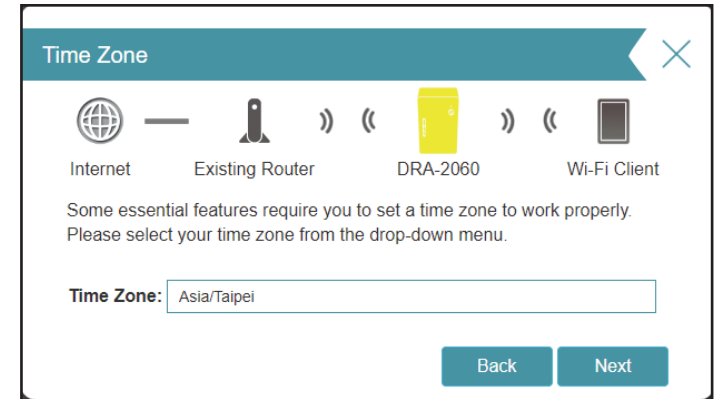 Time Zone
Internet
Existing Router
DRA-2060
Wi-Fi Client
Some essential features require you to set a time zone to work properly.
Please select your time zone from the drop-down menu.
Time Zone: Asia/Taipei
Back
Next